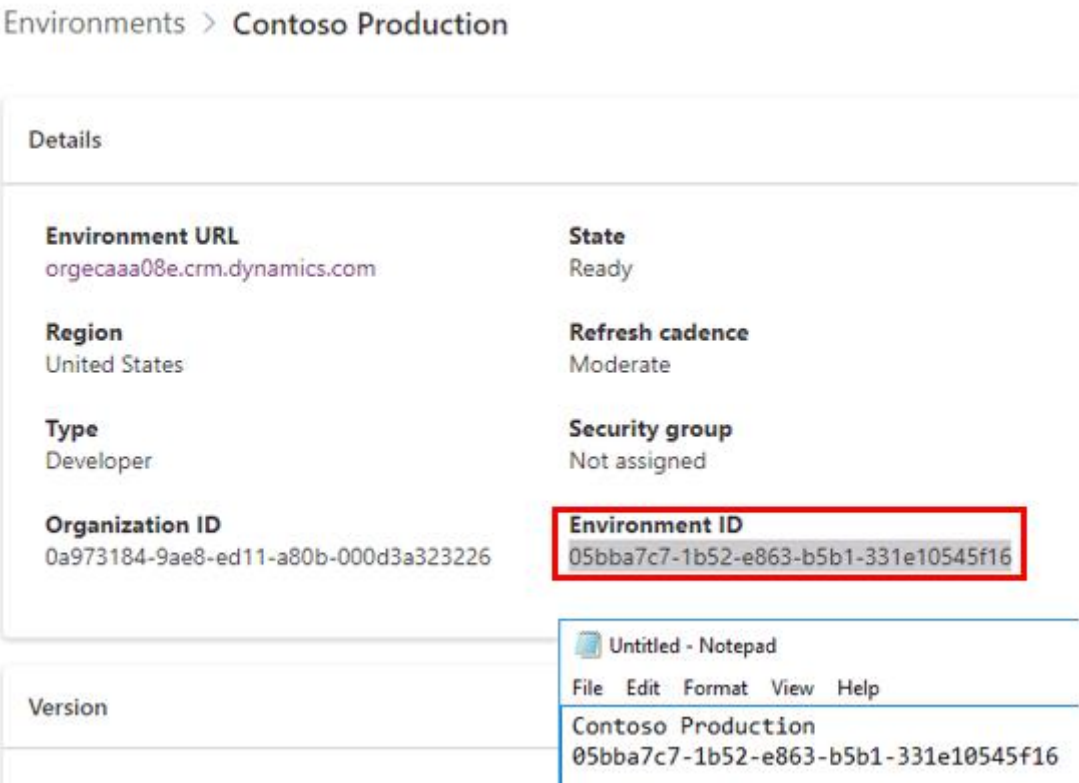 Environments > Contoso Production
Details
Environment URL
orgecaaa08e.crm.dynamics.com
State
Ready
Region
United States
Refresh cadence
Moderate
Type
Developer
Security group
Not assigned
Organization ID
0a973184-9ae8-ed11-a80b-000d3a323226
Environment ID
05bba7c7-1b52-e863-b5b1-331e10545f16
Version
Untitled - Notepad
File Edit Format View Help
Contoso Production
05bba7c7-1b52-e863-b5b1-331e10545f16